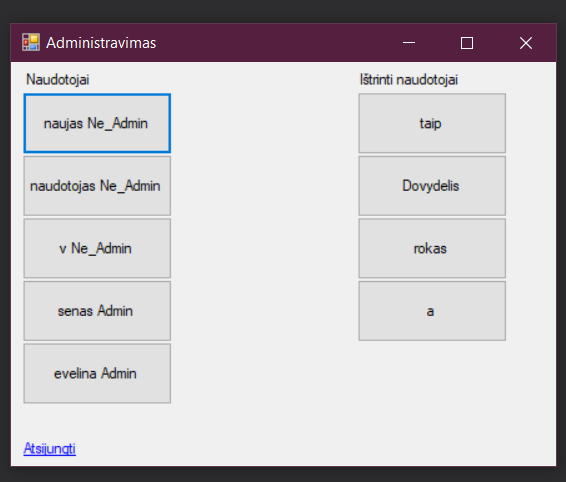 Administravimas
Naudotojai
naujas Ne_Admin
naudotojas Ne_Admin
v Ne_Admin
senas Admin
evelina Admin
Ištrinti naudotojai
taip
Dovydelis
rokas
a
Atsijungti